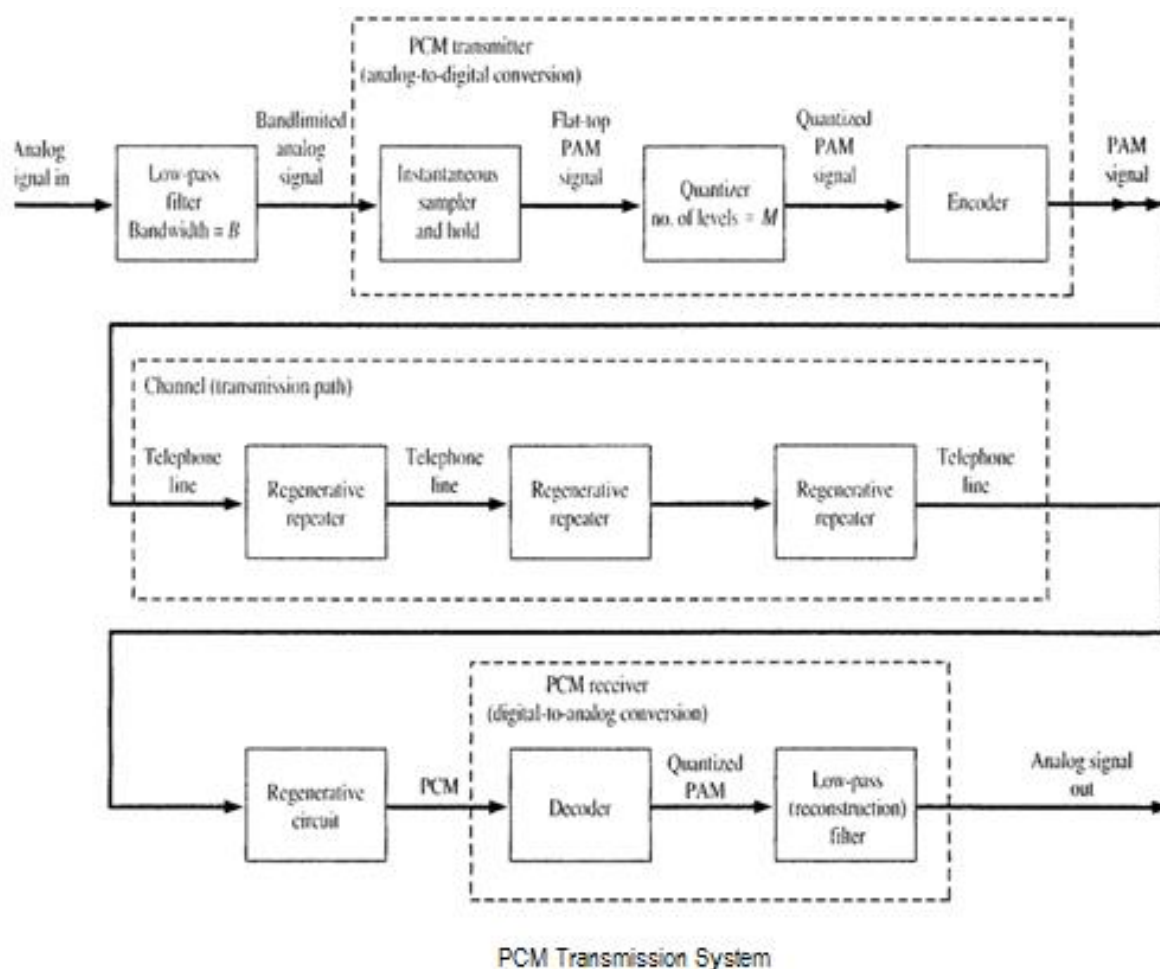 PCM transmitter
(analog-to-digital conversion)
Analog
ignal in
Low-pass
filter
Bandwidth = B
Bandlimited
analog
signal
Instantaneous
sampler
and hold
Flat-top
PAM
signal
Quantizer
no. of levels = M
Quantized
PAM
signal
Encoder
PAM
signal
Channel (transmission path)
Telephone
line
Regenerative
repeater
Telephone
line
Regenerative
repeater
Regenerative
repeater
Telephone
line
PCM receiver
(digital-to-analog conversion)
Regenerative
circuit
PCM
Decoder
Quantized
PAM
Low-pass
(reconstruction)
filter
Analog signal
out
PCM Transmission System